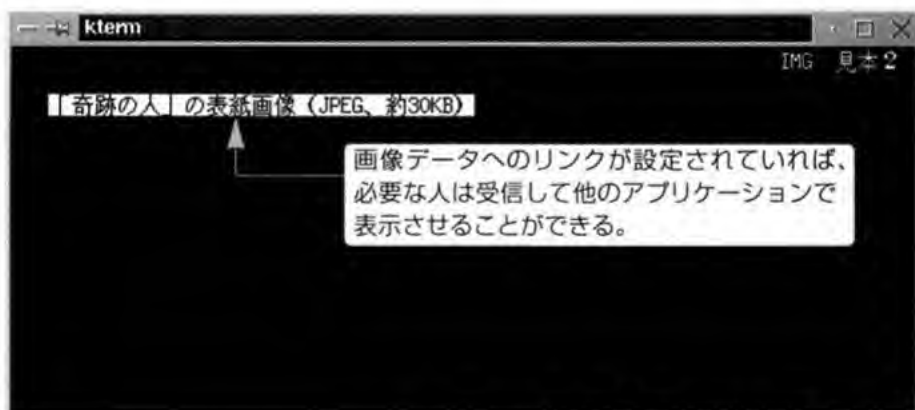 kterm
IMG 見本2
「奇跡の人」の表紙画像(JPEG、約30KB)
画像データへのリンクが設定されていれば、
必要な人は受信して他のアプリケーションで
表示させることができる。